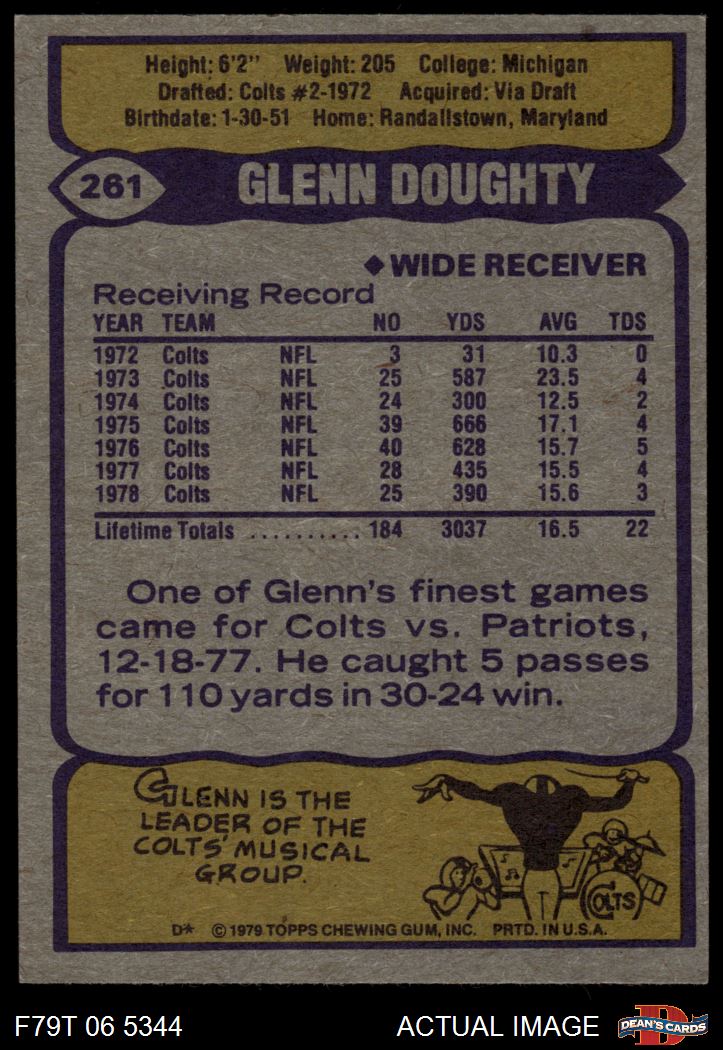 Height: 6'2" Weight: 205 College: Michigan
Drafted: Colts #2-1972 Acquired: Via Draft
Birthdate: 1-30-51 Home: Randallstown, Maryland
261 GLENN DOUGHTY
◆ WIDE RECEIVER
Receiving Record
YEAR TEAM NO YDS AVG TDS
1972 Colts NFL 3 31 10.3 0
1973 Colts NFL 25 587 23.5 4
1974 Colts NFL 24 300 12.5 2
1975 Colts NFL 39 666 17.1 4
1976 Colts NFL 40 628 15.7 5
1977 Colts NFL 28 435 15.5 4
1978 Colts NFL 25 390 15.6 3
Lifetime Totals .......... 184 3037 16.5 22
One of Glenn's finest games
came for Colts vs. Patriots,
12-18-77. He caught 5 passes
for 110 yards in 30-24 win.
GLENN IS THE
LEADER OF THE
COLTS' MUSICAL
GROUP.
COLTS
D* © 1979 TOPPS CHEWING GUM, INC. PRTD. IN U.S.A.
F79T 06 5344 ACTUAL IMAGE D DEAN'S CARDS